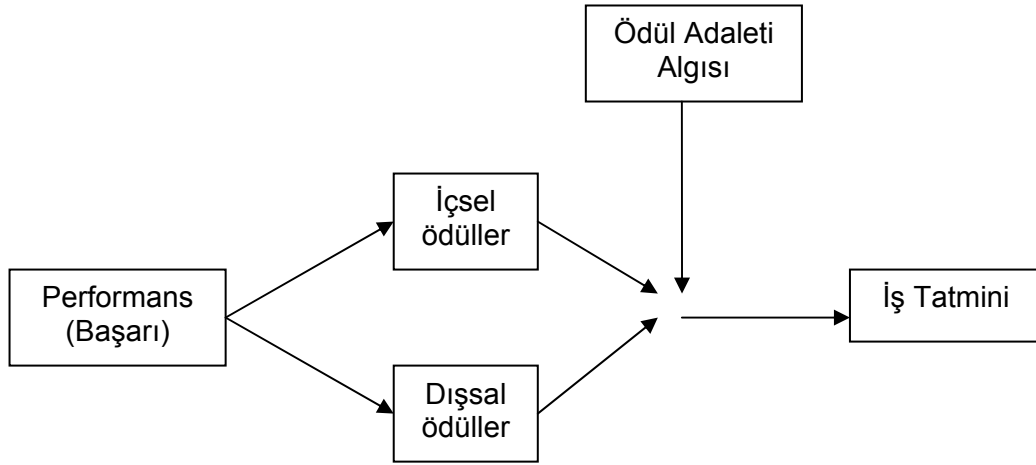 Ödül Adaleti
Algısı
İçsel
ödüller
Performans
(Başarı)
İş Tatmini
Dışsal
ödüller